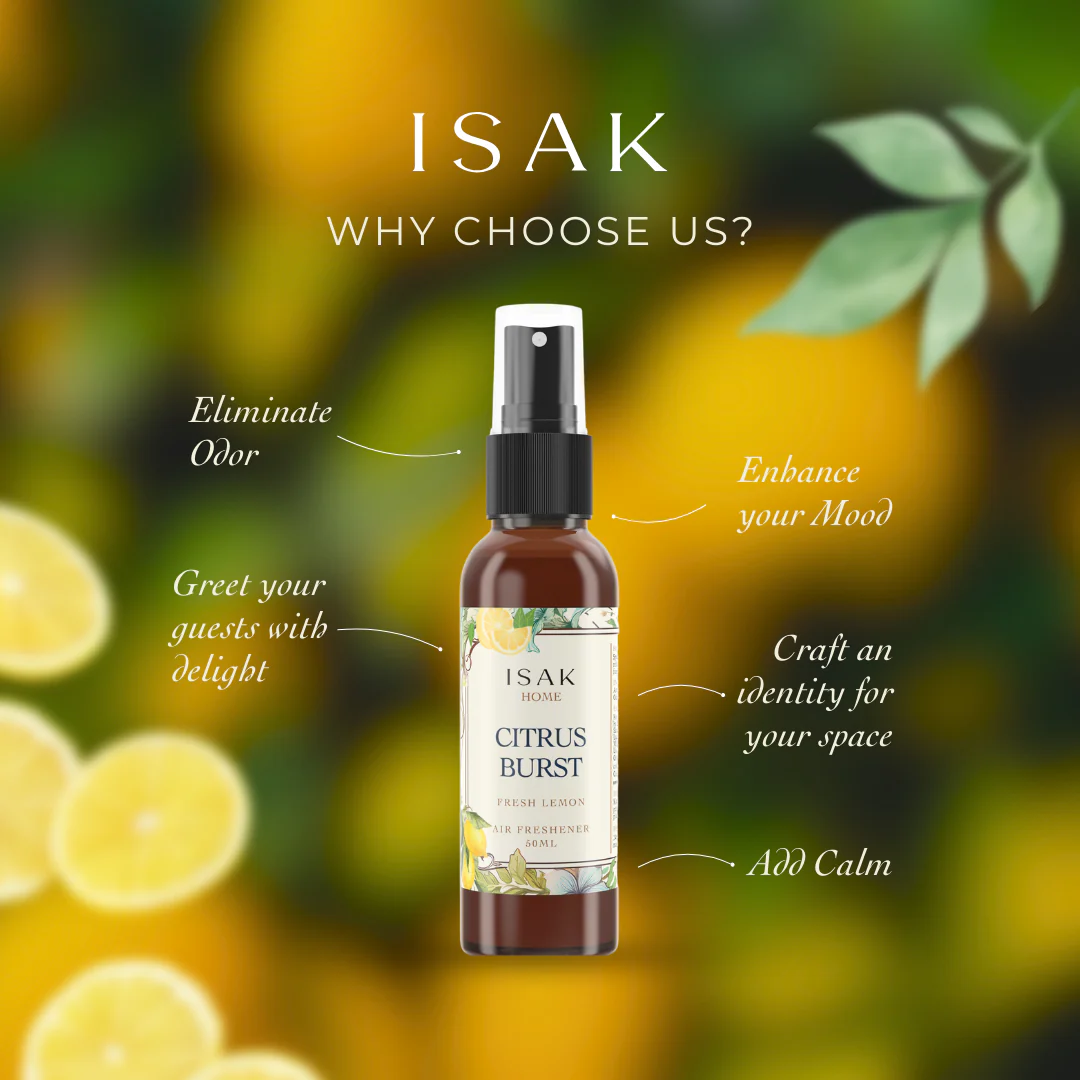 ISAK
WHY CHOOSE US?
Eliminate
Odor
Enhance
your Mood
Greet your
guests with
delight
Craft an
identity for
your space
Add Calm
ISAK
HOME
CITRUS
BURST
FRESH LEMON
AIR FRESHENER
50ML